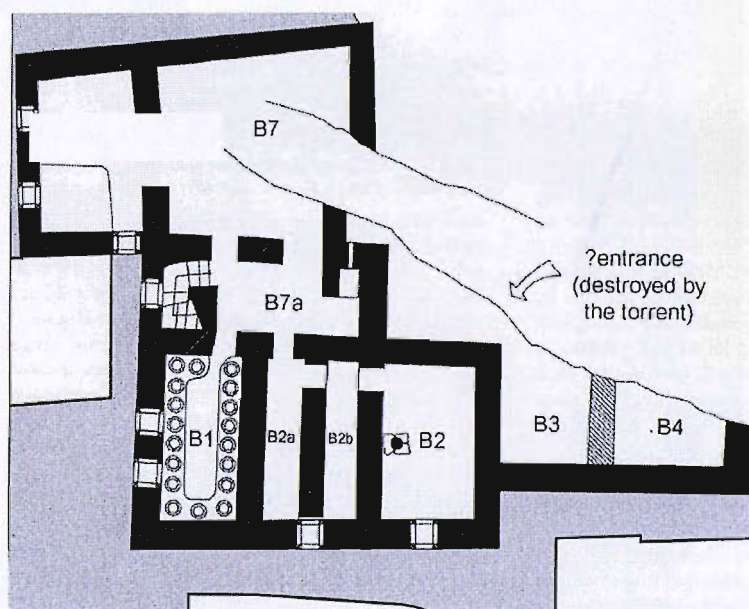 B7
?entrance
(destroyed by
the torrent)
B7a
B1
B2a
B2b
B2
B3
B4